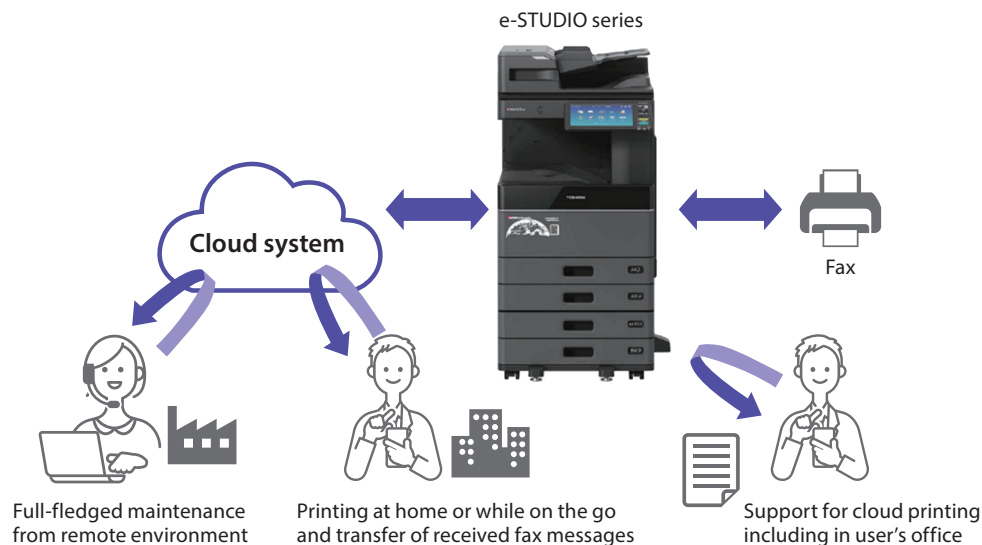 e-STUDIO series
TOSHIBA
Cloud system
Fax
Full-fledged maintenance
from remote environment
Printing at home or while on the go
and transfer of received fax messages
Support for cloud printing
including in user's office